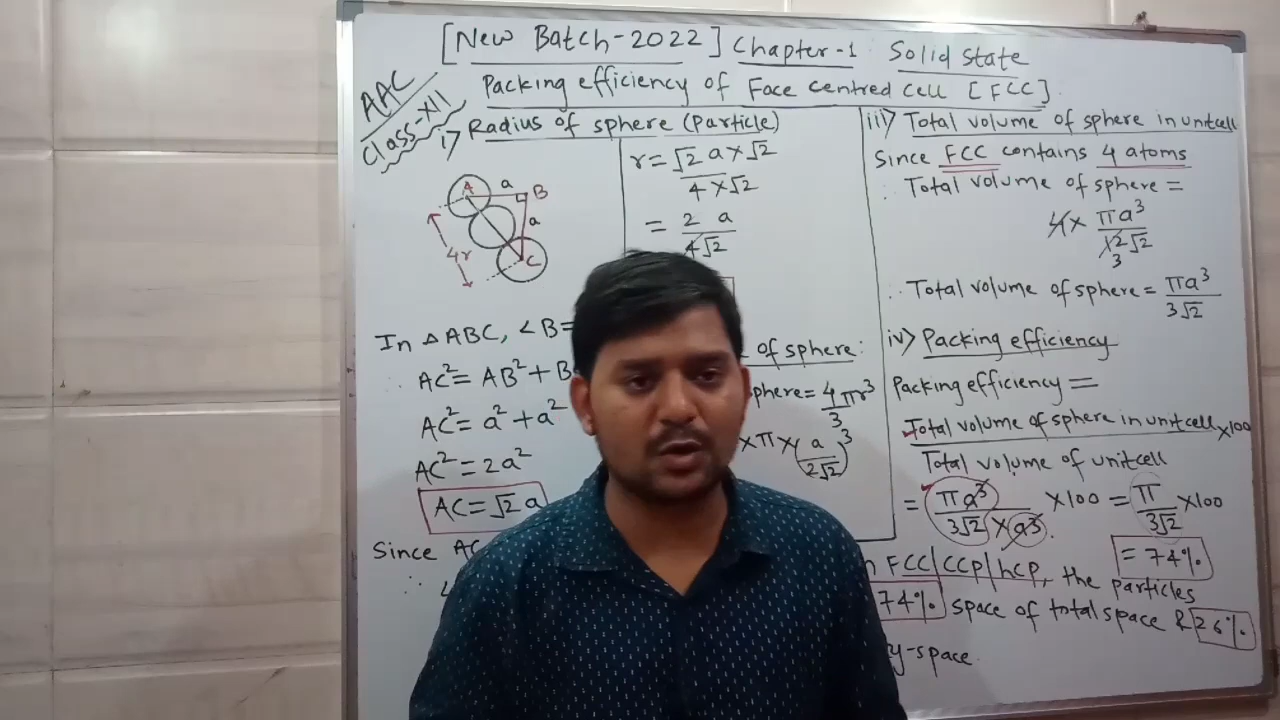 [New Batch-2022] Chapter-1 Solid State
AAC
Class-XII
Packing efficiency of Face centred cell [FCC]
i) Radius of sphere (Particle)
A a B
a
4r
C
In △ABC, ∠B=
∴ AC²= AB²+ B
AC²= a²+a²
AC²= 2a²
AC=√2 a
Since AC
∴
r = √2 a × √2
4 × √2
= 2 a
4√2
of sphere:
sphere= 4 πr³
3
×π×(a
2√2)³
iii) Total volume of sphere in unitcell
Since FCC contains 4 atoms
∴ Total volume of sphere =
4× πa³
12√2
3
∴ Total volume of sphere= πa³
3√2
iv) Packing efficiency
Packing efficiency =
Total volume of sphere in unitcell ×100
Total volume of unitcell
= πa³ ×100 = π ×100
3√2 × a³ 3√2
= 74%
n FCC|CCP|hCP, the particles
74% space of total space & 26%
y-space.